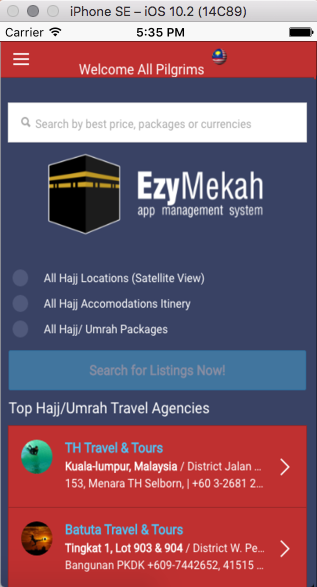 iPhone SE – iOS 10.2 (14C89)
Carrier 5:35 PM
Welcome All Pilgrims
Search by best price, packages or currencies
EzyMekah
app management system
All Hajj Locations (Satellite View)
All Hajj Accomodations Itinery
All Hajj/ Umrah Packages
Search for Listings Now!
Top Hajj/Umrah Travel Agencies
TH Travel & Tours
Kuala-lumpur, Malaysia / District Jalan ...
153, Menara TH Selborn, | +60 3-2681 2...
Batuta Travel & Tours
Tingkat 1, Lot 903 & 904 / District W. Pe...
Bangunan PKDK +609-7442652, 41515 ...